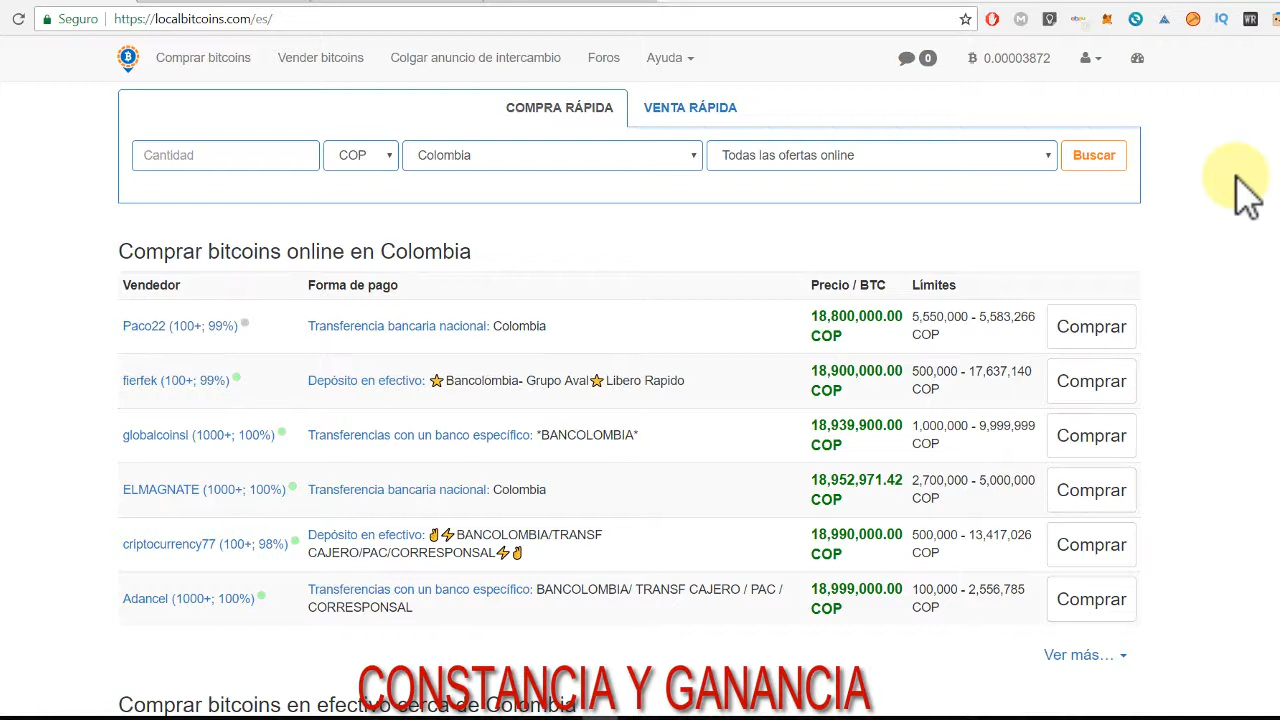 Seguro https://localbitcoins.com/es/
Comprar bitcoins Vender bitcoins Colgar anuncio de intercambio Foros Ayuda 0 0.00003872
COMPRA RÁPIDA VENTA RÁPIDA
Cantidad COP Colombia Todas las ofertas online Buscar
Comprar bitcoins online en Colombia
Vendedor Forma de pago Precio / BTC Límites
Paco22 (100+; 99%) Transferencia bancaria nacional: Colombia 18,800,000.00 COP 5,550,000 - 5,583,266 COP Comprar
fierfek (100+; 99%) Depósito en efectivo: ⭐Bancolombia- Grupo Aval⭐Libero Rapido 18,900,000.00 COP 500,000 - 17,637,140 COP Comprar
globalcoinsl (1000+; 100%) Transferencias con un banco específico: *BANCOLOMBIA* 18,939,900.00 COP 1,000,000 - 9,999,999 COP Comprar
ELMAGNATE (1000+; 100%) Transferencia bancaria nacional: Colombia 18,952,971.42 COP 2,700,000 - 5,000,000 COP Comprar
criptocurrency77 (100+; 98%) Depósito en efectivo: ✌⚡BANCOLOMBIA/TRANSF CAJERO/PAC/CORRESPONSAL⚡✌ 18,990,000.00 COP 500,000 - 13,417,026 COP Comprar
Adancel (1000+; 100%) Transferencias con un banco específico: BANCOLOMBIA/ TRANSF CAJERO / PAC / CORRESPONSAL 18,999,000.00 COP 100,000 - 2,556,785 COP Comprar
Ver más...
CONSTANCIA Y GANANCIA
Comprar bitcoins en efectivo cerca de Colombia